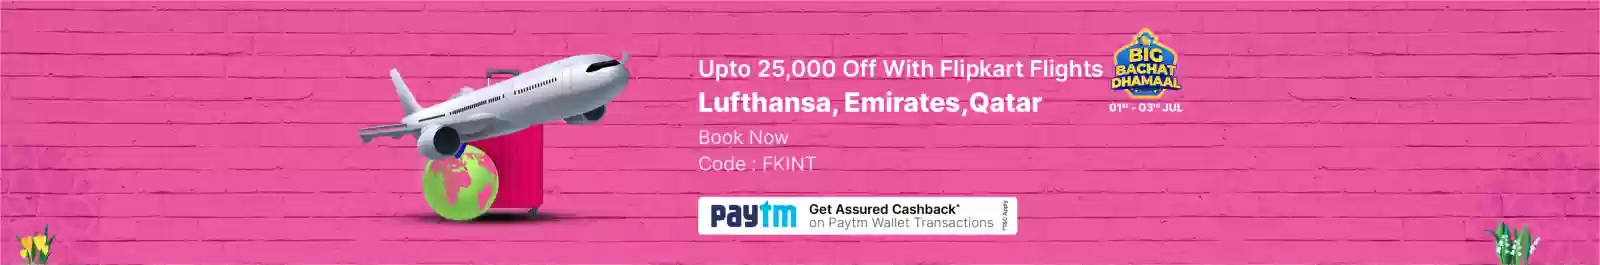 Upto 25,000 Off With Flipkart Flights
Lufthansa, Emirates,Qatar
Book Now
Code : FKINT
BIG
BACHAT
DHAMAAL
01ˢᵗ - 03ʳᵈ JUL
paytm
Get Assured Cashback*
on Paytm Wallet Transactions
*T&C Apply